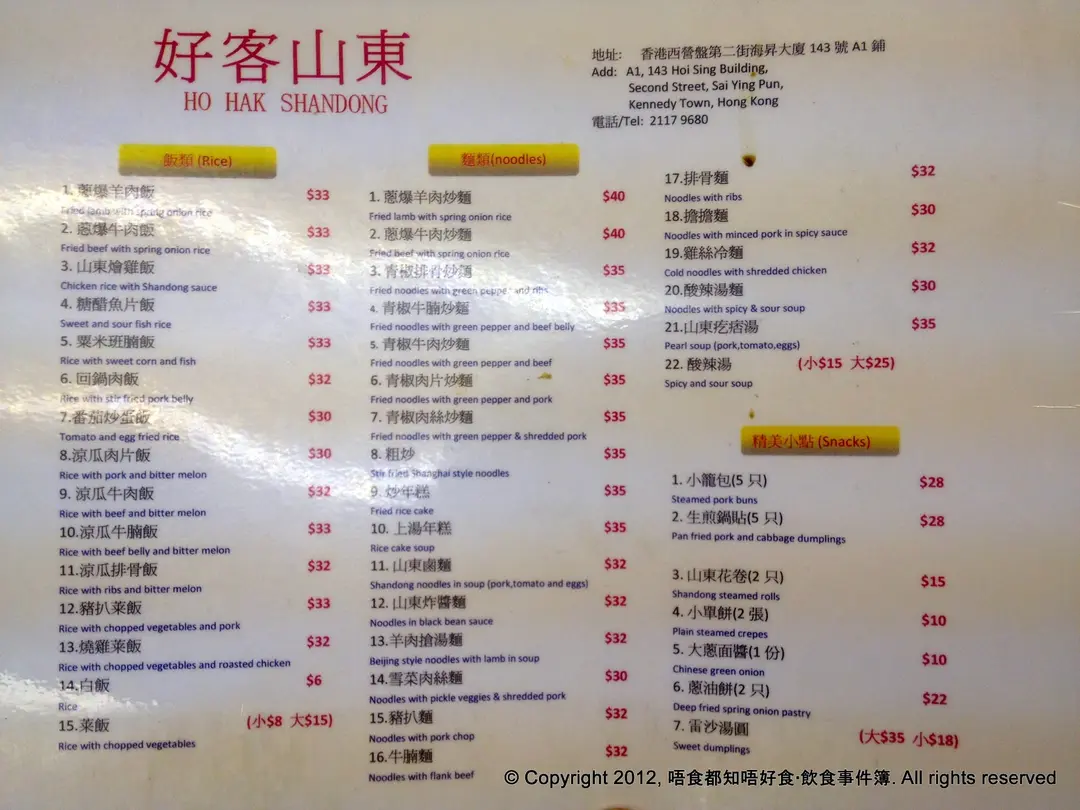 好客山東
HO HAK SHANDONG
地址: 香港西營盤第二街海昇大廈 143 號 A1 鋪
Add: A1, 143 Hoi Sing Building,
Second Street, Sai Ying Pun,
Kennedy Town, Hong Kong
電話/Tel: 2117 9680
飯類 (Rice)
1. 蔥爆羊肉飯 $33
Fried lamb with spring onion rice
2. 蔥爆牛肉飯 $33
Fried beef with spring onion rice
3. 山東燴雞飯 $33
Chicken rice with Shandong sauce
4. 糖醋魚片飯 $33
Sweet and sour fish rice
5. 粟米班腩飯 $33
Rice with sweet corn and fish
6. 回鍋肉飯 $32
Rice with stir fried pork belly
7.番茄炒蛋飯 $30
Tomato and egg fried rice
8.涼瓜肉片飯 $30
Rice with pork and bitter melon
9. 涼瓜牛肉飯 $32
Rice with beef and bitter melon
10.涼瓜牛腩飯 $33
Rice with beef belly and bitter melon
11.涼瓜排骨飯 $32
Rice with ribs and bitter melon
12.豬扒菜飯 $33
Rice with chopped vegetables and pork
13.燒雞菜飯 $32
Rice with chopped vegetables and roasted chicken
14.白飯 $6
Rice
15.菜飯 (小$8 大$15)
Rice with chopped vegetables
麵類(noodles)
1. 蔥爆羊肉炒麵 $40
Fried lamb with spring onion rice
2. 蔥爆牛肉炒麵 $40
Fried Beef with spring onion rice
3. 青椒排骨炒麵 $35
Fried noodles with green pepper and ribs
4. 青椒牛腩炒麵 $35
Fried noodles with green pepper and beef belly
5. 青椒牛肉炒麵 $35
Fried noodles with green pepper and beef
6. 青椒肉片炒麵 $35
Fried noodles with green pepper and pork
7. 青椒肉絲炒麵 $35
Fried noodles with green pepper & shredded pork
8. 粗炒 $35
Stir fried Shanghai style noodles
9. 炒年糕 $35
Fried rice cake
10. 上湯年糕 $35
Rice cake soup
11. 山東鹵麵 $32
Shandong noodles in soup (pork,tomato and eggs)
12. 山東炸醬麵 $32
Noodles in black bean sauce
13.羊肉搶湯麵 $32
Beijing style noodles with lamb in soup
14.雪菜肉絲麵 $30
Noodles with pickle veggies & shredded pork
15.豬扒麵 $32
Noodles with pork chop
16.牛腩麵 $32
Noodles with flank beef
17.排骨麵 $32
Noodles with ribs
18.擔擔麵 $30
Noodles with minced pork in spicy sauce
19.雞絲冷麵 $32
Cold noodles with shredded chicken
20.酸辣湯麵 $30
Noodles with spicy & sour soup
21.山東疙瘩湯 $35
Pearl soup (pork,tomato,eggs)
22. 酸辣湯 (小$15 大$25)
Spicy and sour soup
精美小點 (Snacks)
1. 小籠包(5 只) $28
Steamed pork buns
2. 生煎鍋貼(5 只) $28
Pan fried pork and cabbage dumplings
3. 山東花卷(2 只) $15
Shandong steamed rolls
4. 小單餅(2 張) $10
Plain steamed crepes
5. 大蔥面醬(1 份) $10
Chinese green onion
6. 蔥油餅(2 只) $22
Deep fried spring onion pastry
7. 雷沙湯圓 (大$35 小$18)
Sweet dumplings
© Copyright 2012, 唔食都知唔好食·飲食事件簿. All rights reserved